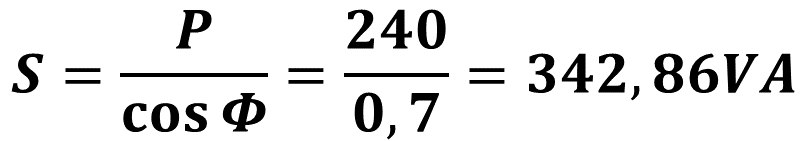 S = P / cos Φ = 240 / 0,7 = 342,86VA